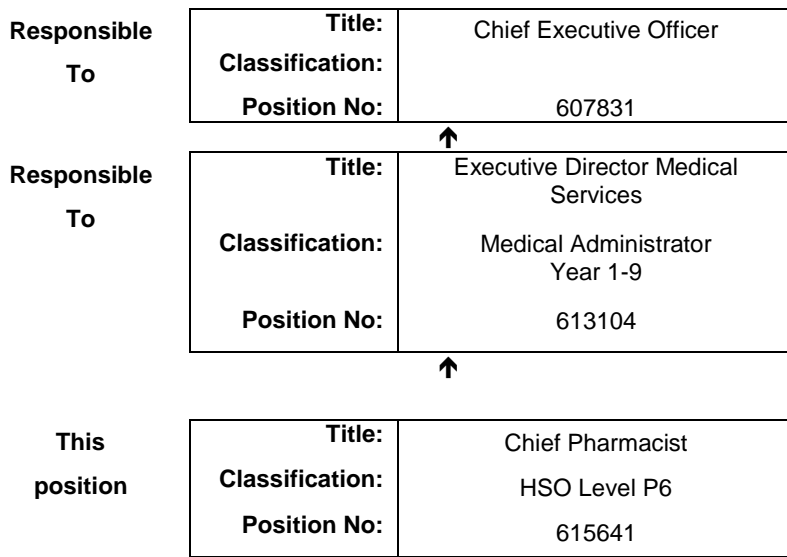 Responsible
To
Title: Chief Executive Officer
Classification:
Position No: 607831
Responsible
To
Title: Executive Director Medical
Services
Classification: Medical Administrator
Year 1-9
Position No: 613104
This
position
Title: Chief Pharmacist
Classification: HSO Level P6
Position No: 615641